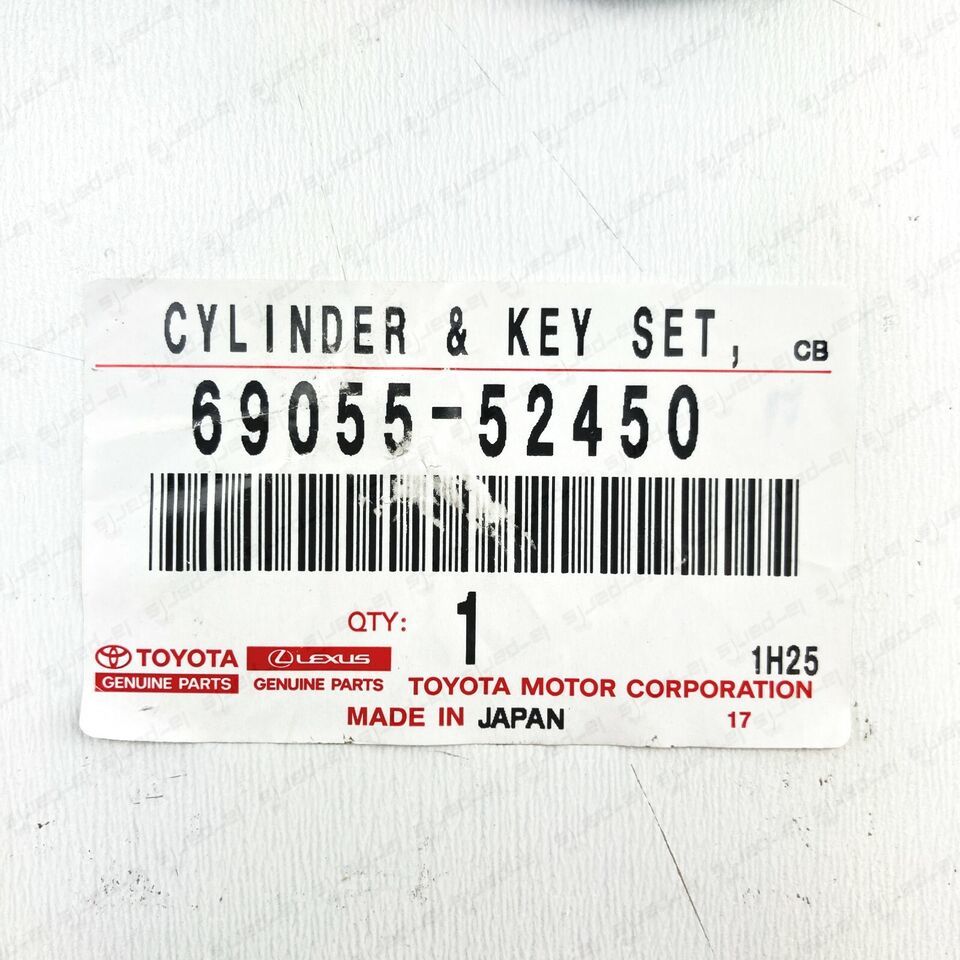 CYLINDER & KEY SET, CB
69055-52450
QTY: 1
TOYOTA LEXUS 1H25
GENUINE PARTS GENUINE PARTS TOYOTA MOTOR CORPORATION
MADE IN JAPAN 17